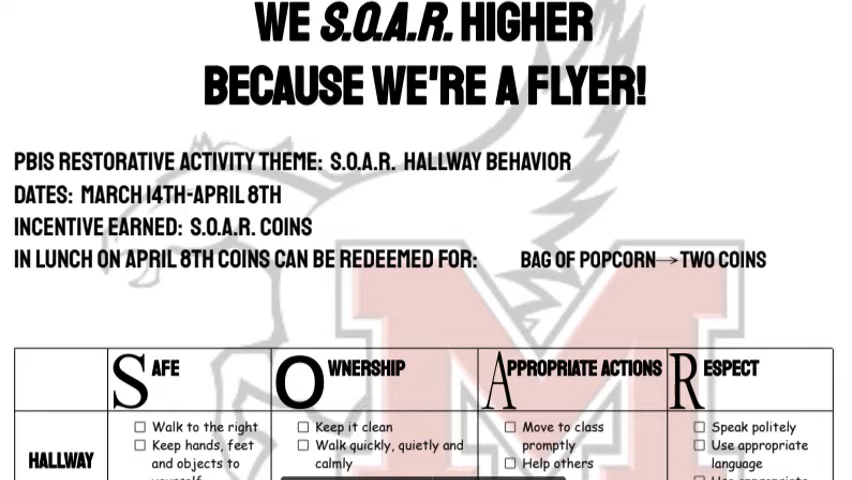 WE S.O.A.R. HIGHER
BECAUSE WE'RE A FLYER!
PBIS RESTORATIVE ACTIVITY THEME: S.O.A.R. HALLWAY BEHAVIOR
DATES: MARCH 14TH-APRIL 8TH
INCENTIVE EARNED: S.O.A.R. COINS
IN LUNCH ON APRIL 8TH COINS CAN BE REDEEMED FOR: BAG OF POPCORN→TWO COINS
SAFE
OWNERSHIP
APPROPRIATE ACTIONS
RESPECT
HALLWAY
☐ Walk to the right
☐ Keep hands, feet
and objects to
yourself
☐ Keep it clean
☐ Walk quickly, quietly and
calmly
☐ Move to class
promptly
☐ Help others
☐ Speak politely
☐ Use appropriate
language
☐ Use appropriate
M